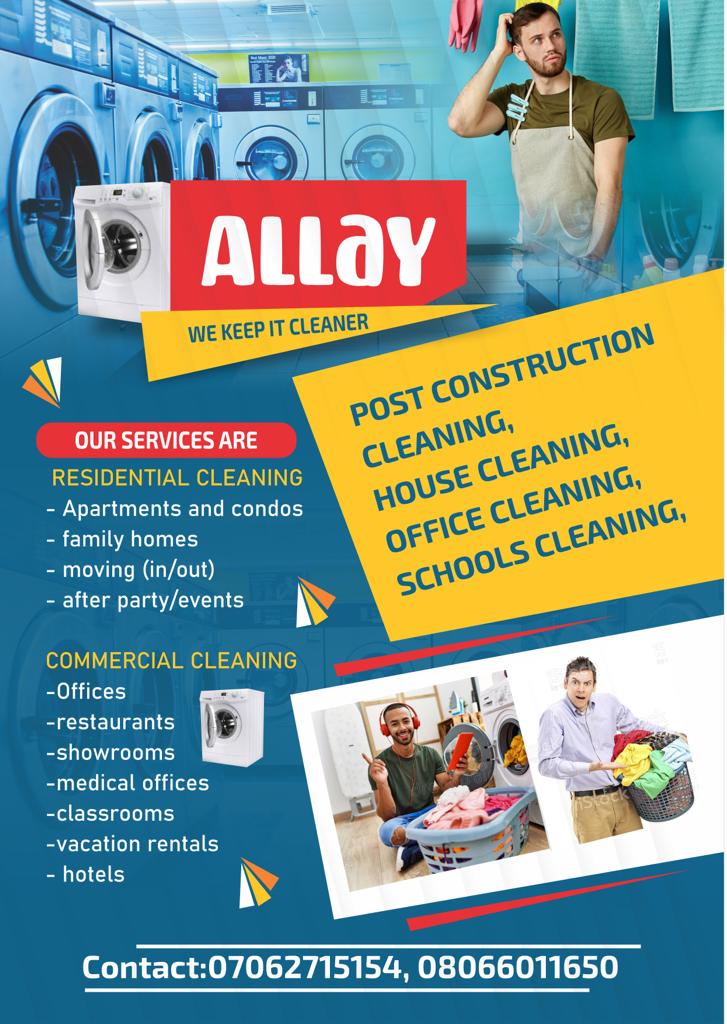 ALLaY
WE KEEP IT CLEANER
POST CONSTRUCTION
CLEANING,
HOUSE CLEANING,
OFFICE CLEANING,
SCHOOLS CLEANING,
OUR SERVICES ARE
RESIDENTIAL CLEANING
- Apartments and condos
- family homes
- moving (in/out)
- after party/events
COMMERCIAL CLEANING
-Offices
-restaurants
-showrooms
-medical offices
-classrooms
-vacation rentals
- hotels
Contact:07062715154, 08066011650